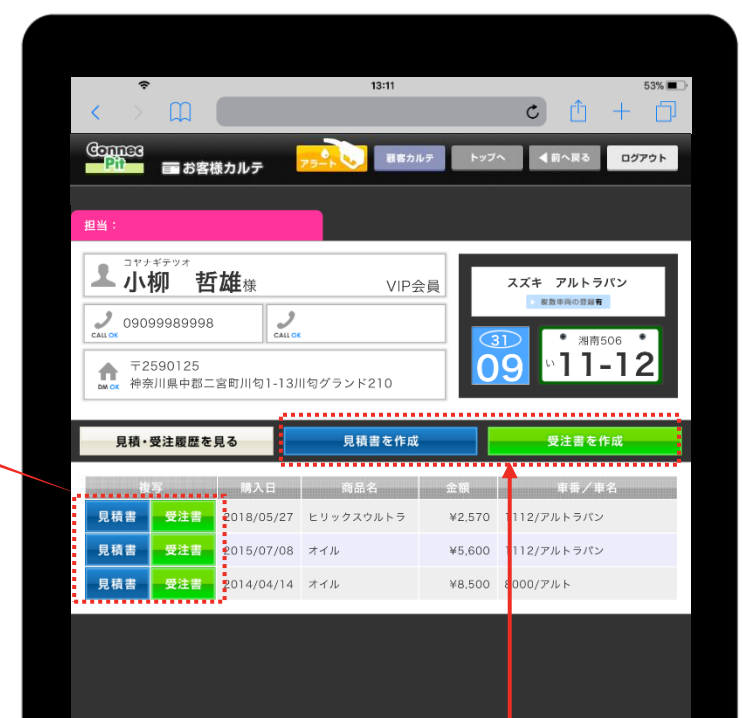 13:11 53%
Connec Pit お客様カルテ アラート 顧客カルテ トップへ ◀前へ戻る ログアウト
担当：
コヤナギテツオ
小柳 哲雄様 VIP会員
09099989998
CALL OK CALL OK
〒2590125
DM OK 神奈川県中郡二宮町川匂1-13川匂グランド210
スズキ アルトラパン
複数車両の登録有
31
09
湘南506
い 11-12
見積・受注履歴を見る 見積書を作成 受注書を作成
複写 購入日 商品名 金額 車番／車名
見積書 受注書 2018/05/27 ヒリックスウルトラ ¥2,570 1112/アルトラパン
見積書 受注書 2015/07/08 オイル ¥5,600 1112/アルトラパン
見積書 受注書 2014/04/14 オイル ¥8,500 8000/アルト